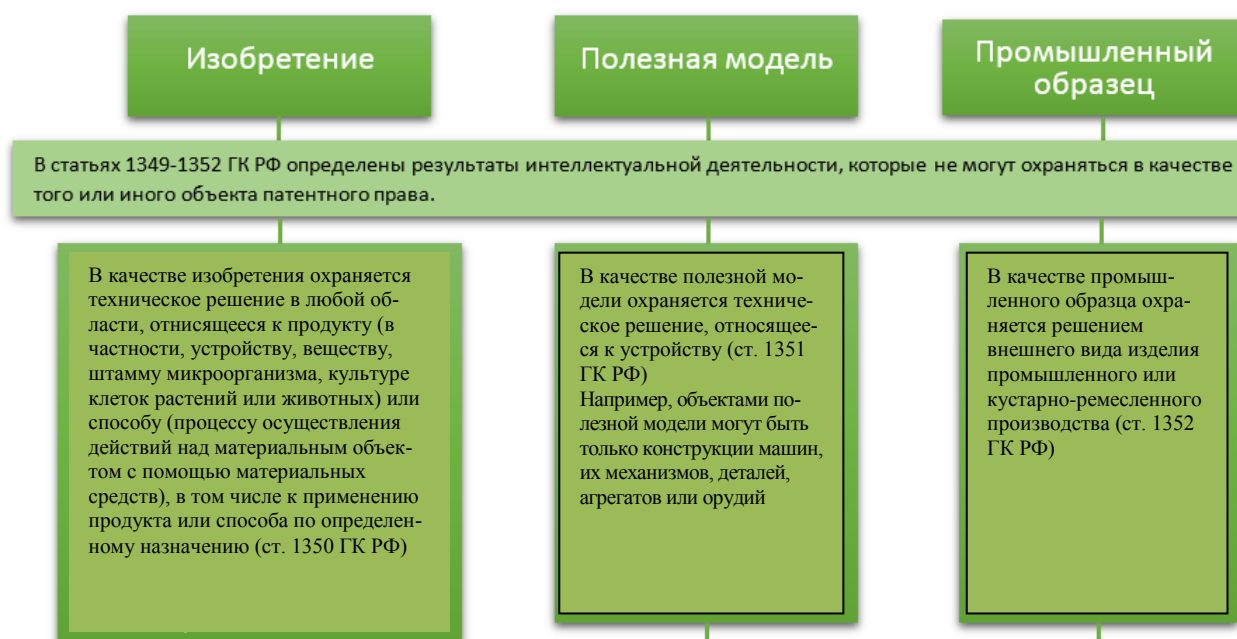 Изобретение
Полезная модель
Промышленный
образец
В статьях 1349-1352 ГК РФ определены результаты интеллектуальной деятельности, которые не могут охраняться в качестве
того или иного объекта патентного права.
В качестве изобретения охраняется
техническое решение в любой об-
ласти, отнисящееся к продукту (в
частности, устройству, веществу,
штамму микроорганизма, культуре
клеток растений или животных) или
способу (процессу осуществления
действий над материальным объек-
том с помощью материальных
средств), в том числе к применению
продукта или способа по определен-
ному назначению (ст. 1350 ГК РФ)
В качестве полезной мо-
дели охраняется техниче-
ское решение, относящее-
ся к устройству (ст. 1351
ГК РФ)
Например, объектами по-
лезной модели могут быть
только конструкции машин,
их механизмов, деталей,
агрегатов или орудий
В качестве промыш-
ленного образца охра-
няется решением
внешнего вида изделия
промышленного или
кустарно-ремесленного
производства (ст. 1352
ГК РФ)